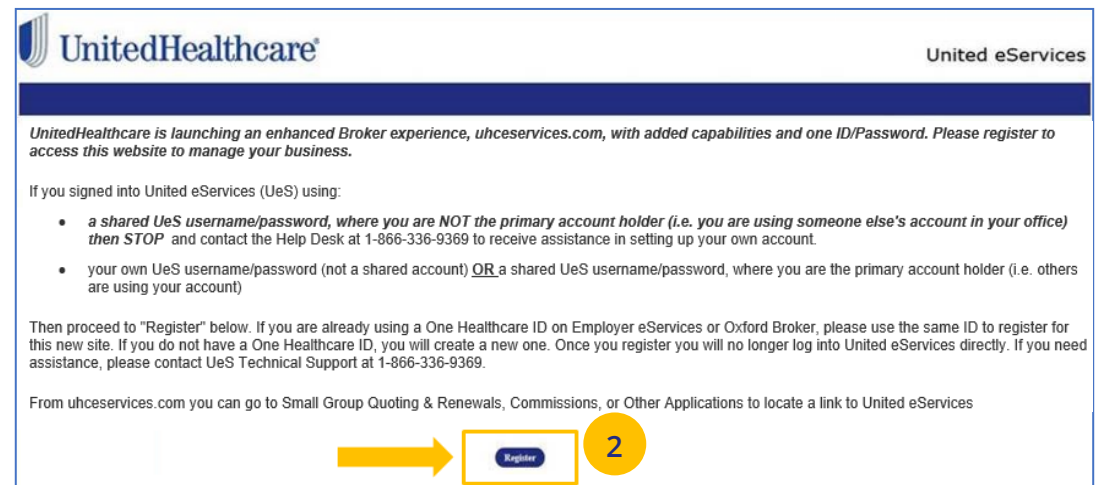 UnitedHealthcare®
United eServices
UnitedHealthcare is launching an enhanced Broker experience, uhceservices.com, with added capabilities and one ID/Password. Please register to
access this website to manage your business.
If you signed into United eServices (UeS) using:
• a shared UeS username/password, where you are NOT the primary account holder (i.e. you are using someone else's account in your office)
then STOP and contact the Help Desk at 1-866-336-9369 to receive assistance in setting up your own account.
• your own UeS username/password (not a shared account) OR a shared UeS username/password, where you are the primary account holder (i.e. others
are using your account)
Then proceed to "Register" below. If you are already using a One Healthcare ID on Employer eServices or Oxford Broker, please use the same ID to register for
this new site. If you do not have a One Healthcare ID, you will create a new one. Once you register you will no longer log into United eServices directly. If you need
assistance, please contact UeS Technical Support at 1-866-336-9369.
From uhceservices.com you can go to Small Group Quoting & Renewals, Commissions, or Other Applications to locate a link to United eServices
Register
2